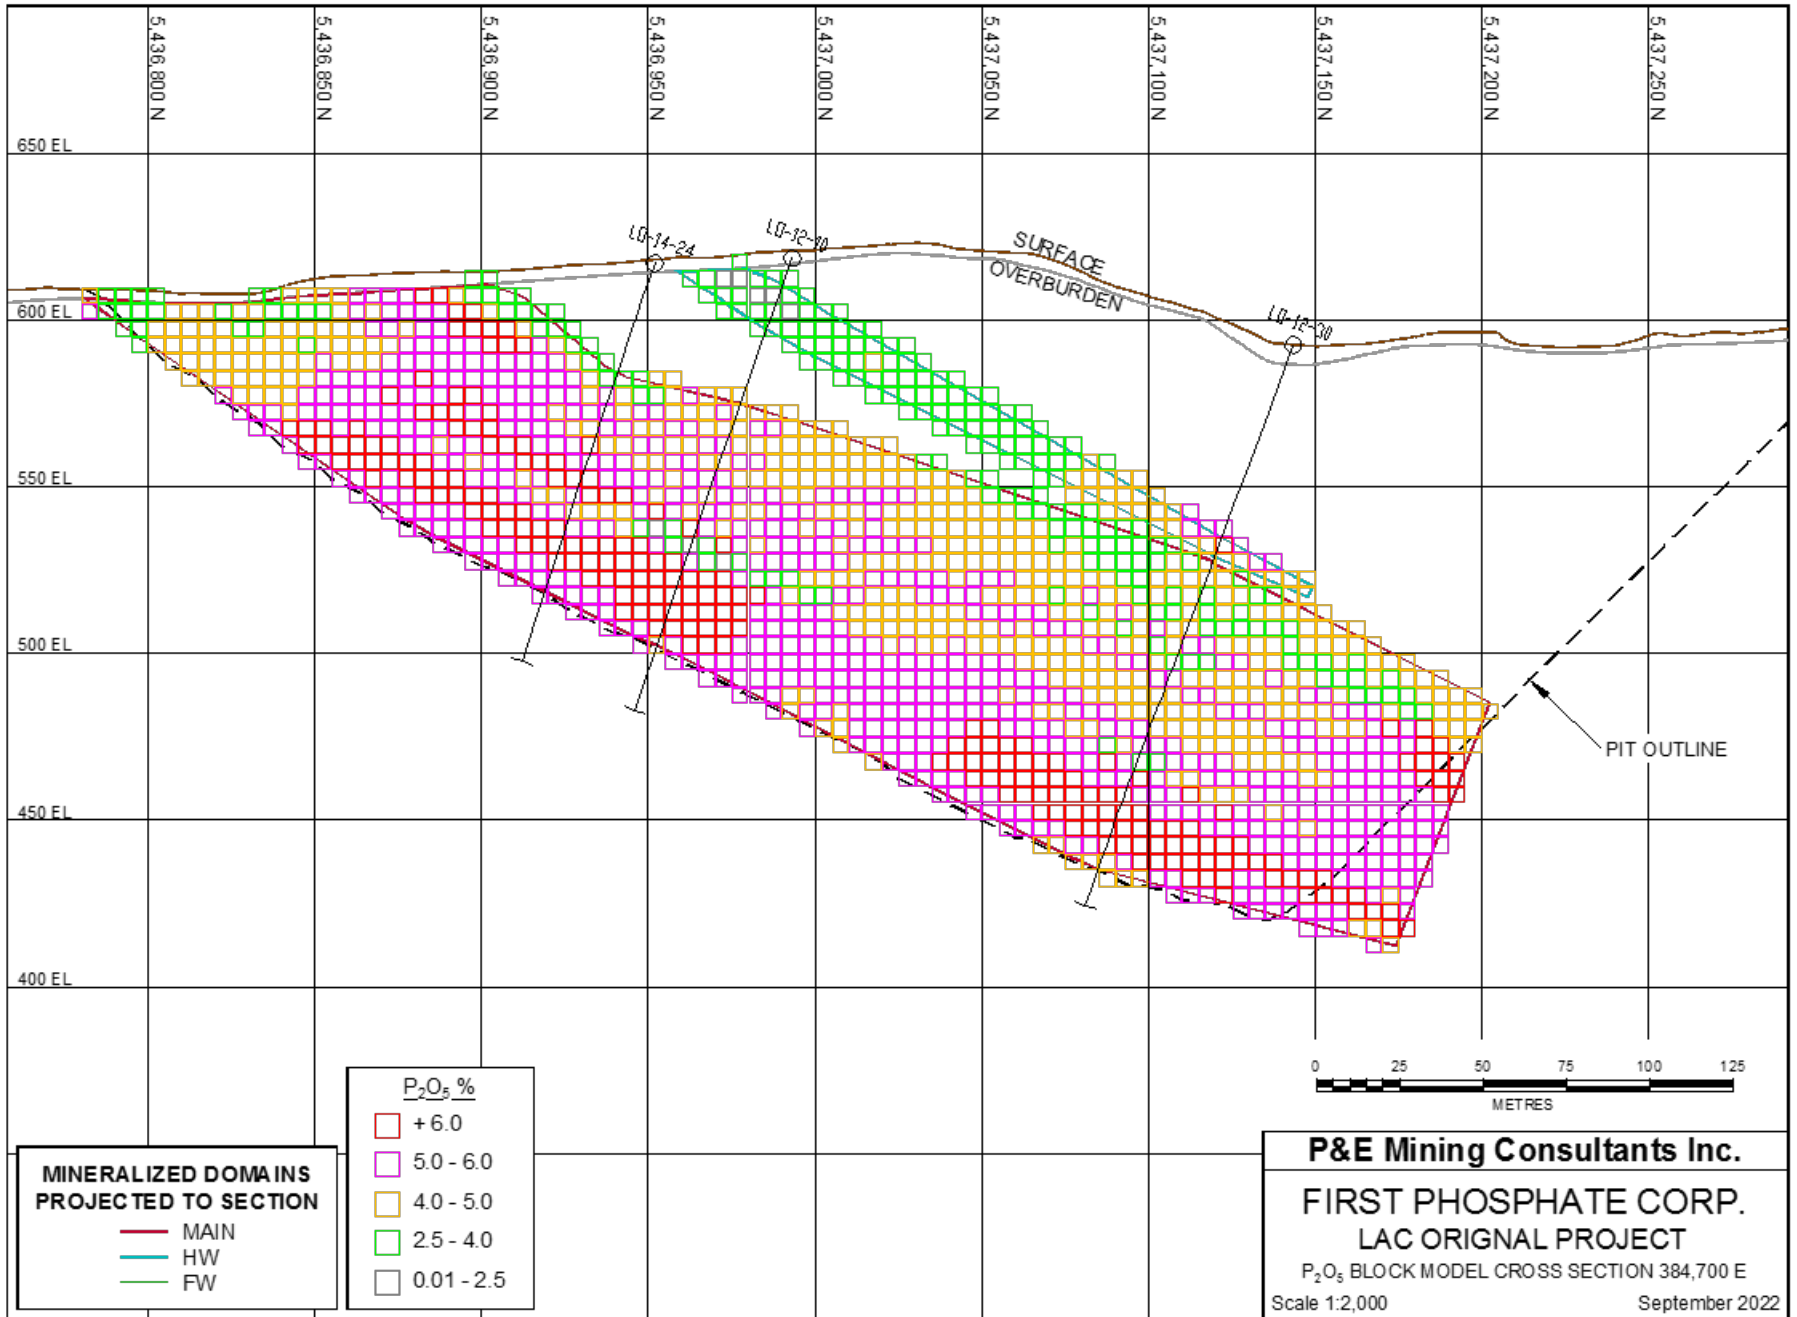 5,436,800 N
5,436,850 N
5,436,900 N
5,436,950 N
5,437,000 N
5,437,050 N
5,437,100 N
5,437,150 N
5,437,200 N
5,437,250 N
650 EL
LO-14-24
LO-12-10
SURFACE
OVERBURDEN
LO-12-30
600 EL
550 EL
500 EL
PIT OUTLINE
450 EL
400 EL
0 25 50 75 100 125
METRES
MINERALIZED DOMAINS
PROJECTED TO SECTION
MAIN
HW
FW
P₂O₅ %
+ 6.0
5.0 - 6.0
4.0 - 5.0
2.5 - 4.0
0.01 - 2.5
P&E Mining Consultants Inc.
FIRST PHOSPHATE CORP.
LAC ORIGNAL PROJECT
P₂O₅ BLOCK MODEL CROSS SECTION 384,700 E
Scale 1:2,000 September 2022